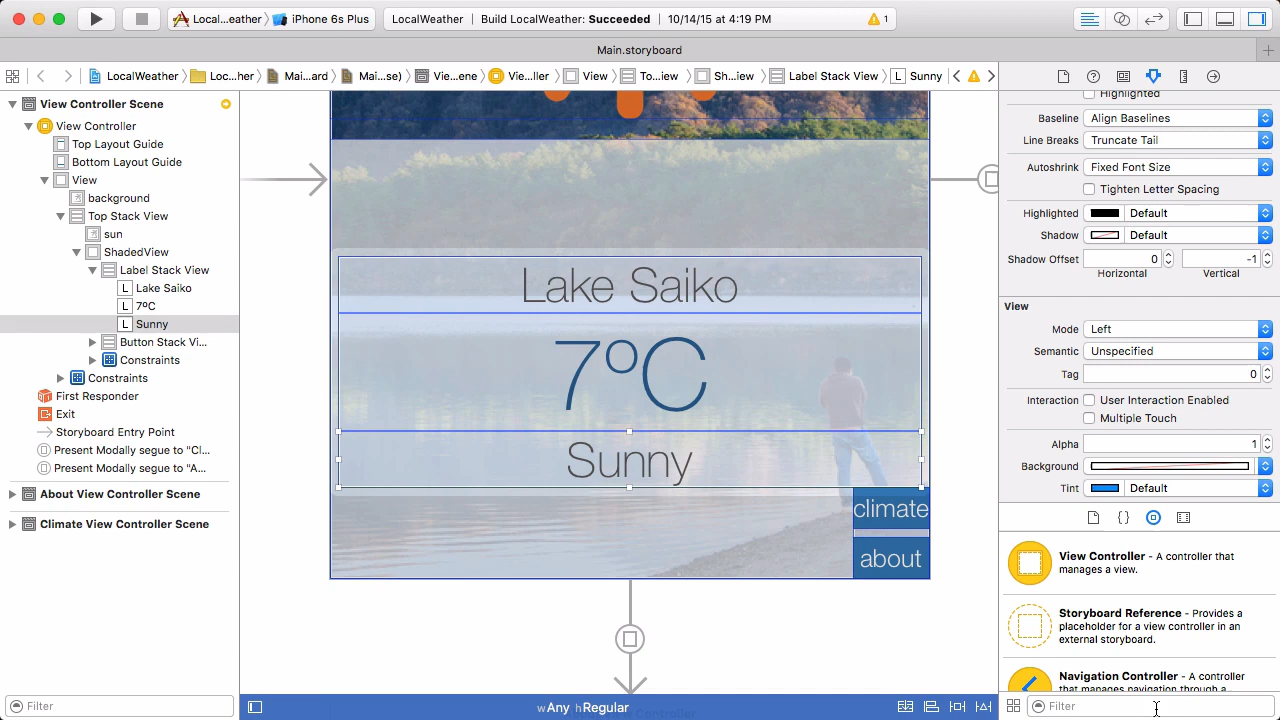 Local...eather
iPhone 6s Plus
LocalWeather
Build LocalWeather: Succeeded
10/14/15 at 4:19 PM
1
Main.storyboard
LocalWeather
Loc...her
Mai...ard
Mai...se)
Vie...ene
Vie...ller
View
To...iew
Sh...iew
Label Stack View
L Sunny
View Controller Scene
View Controller
Top Layout Guide
Bottom Layout Guide
View
background
Top Stack View
sun
ShadedView
Label Stack View
L Lake Saiko
L 7ºC
L Sunny
Button Stack Vi...
Constraints
Constraints
First Responder
Exit
Storyboard Entry Point
Present Modally segue to "Cl...
Present Modally segue to "A...
About View Controller Scene
Climate View Controller Scene
Filter
Lake Saiko
7ºC
Sunny
climate
about
wAny hRegular
Highlighted
Baseline Align Baselines
Line Breaks Truncate Tail
Autoshrink Fixed Font Size
Tighten Letter Spacing
Highlighted Default
Shadow Default
Shadow Offset 0 -1
Horizontal Vertical
View
Mode Left
Semantic Unspecified
Tag 0
Interaction User Interaction Enabled
Multiple Touch
Alpha 1
Background
Tint Default
{}
View Controller - A controller that
manages a view.
Storyboard Reference - Provides a
placeholder for a view controller in an
external storyboard.
Navigation Controller - A controller
that manages navigation through a
Filter